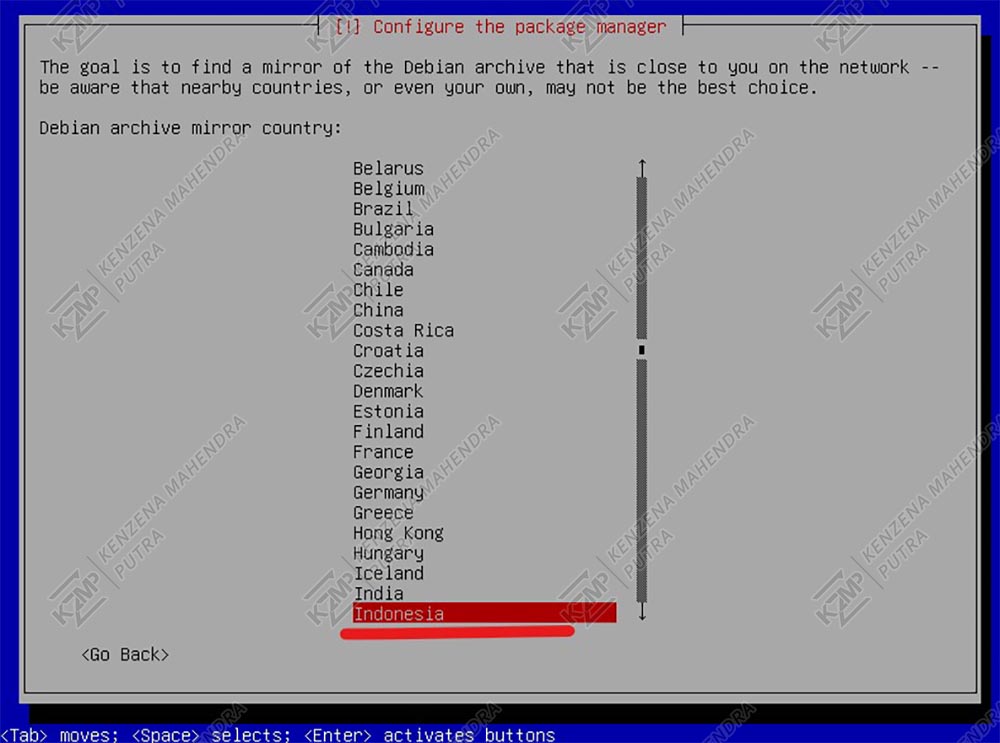 [!] Configure the package manager
The goal is to find a mirror of the Debian archive that is close to you on the network --
be aware that nearby countries, or even your own, may not be the best choice.
Debian archive mirror country:
Belarus
Belgium
Brazil
Bulgaria
Cambodia
Canada
Chile
China
Costa Rica
Croatia
Czechia
Denmark
Estonia
Finland
France
Georgia
Germany
Greece
Hong Kong
Hungary
Iceland
India
Indonesia
<Go Back>
<Tab> moves; <Space> selects; <Enter> activates buttons
KZMP | KENZENA MAHENDRA
PUTRA